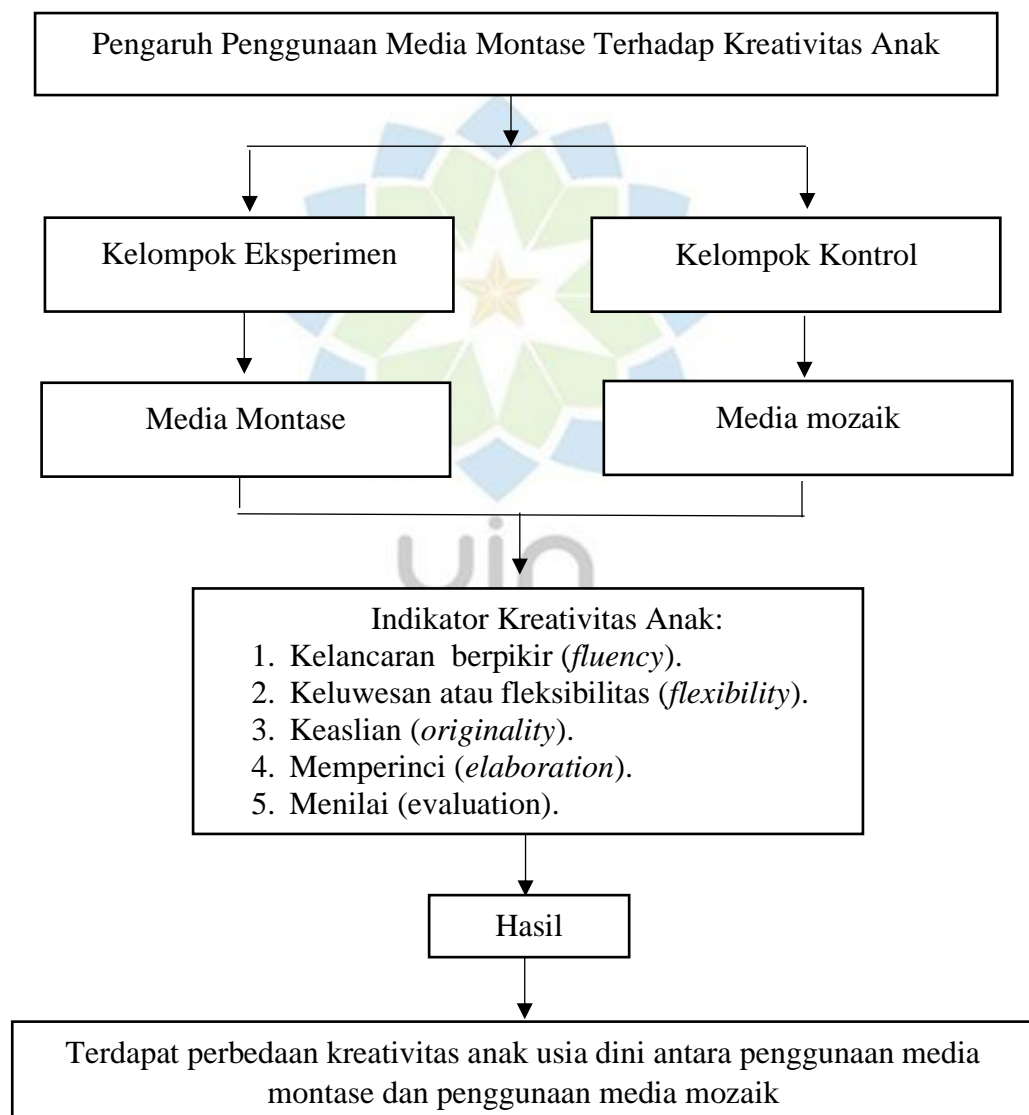 Pengaruh Penggunaan Media Montase Terhadap Kreativitas Anak
Kelompok Eksperimen
Kelompok Kontrol
Media Montase
Media mozaik
uin
Indikator Kreativitas Anak:
1. Kelancaran berpikir (fluency).
2. Keluwesan atau fleksibilitas (flexibility).
3. Keaslian (originality).
4. Memperinci (elaboration).
5. Menilai (evaluation).
Hasil
Terdapat perbedaan kreativitas anak usia dini antara penggunaan media
montase dan penggunaan media mozaik